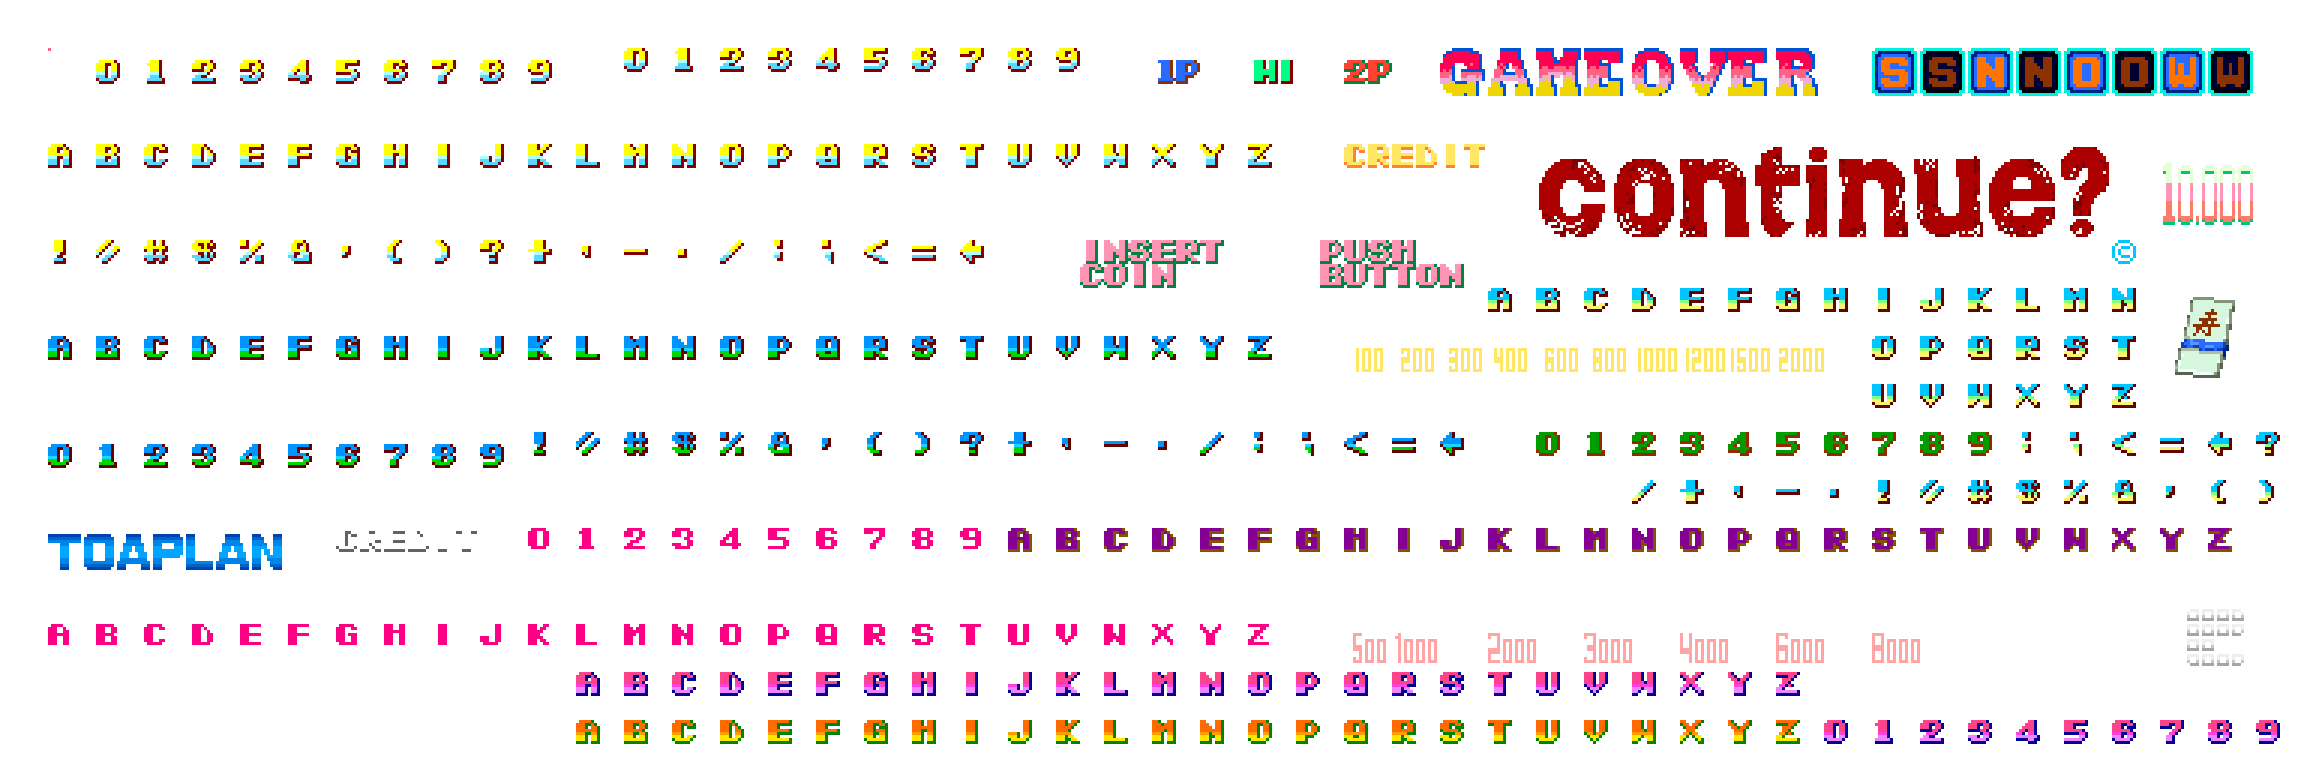 0 1 2 3 4 5 6 7 8 9 0 1 2 3 4 5 6 7 8 9 1P HI 2P GAMEOVER S S N N O O W W
A B C D E F G H I J K L M N O P Q R S T U V W X Y Z CREDIT continue? 10,000
! " # $ % & ' ( ) ? + · - . / : ; < = ← INSERT COIN PUSH BUTTON ©
A B C D E F G H I J K L M N
A B C D E F G H I J K L M N O P Q R S T U V W X Y Z 100 200 300 400 600 800 1000 1200 1500 2000 O P Q R S T
U V W X Y Z
0 1 2 3 4 5 6 7 8 9 ! " # $ % & ' ( ) ? + · - . / : ; < = ← 0 1 2 3 4 5 6 7 8 9 : ; < = ← ?
/ + · - . ! " # $ % & ' ( )
TOAPLAN CREDIT 0 1 2 3 4 5 6 7 8 9 A B C D E F G H I J K L M N O P Q R S T U V W X Y Z
A B C D E F G H I J K L M N O P Q R S T U V W X Y Z 500 1000 2000 3000 4000 6000 8000
A B C D E F G H I J K L M N O P Q R S T U V W X Y Z
A B C D E F G H I J K L M N O P Q R S T U V W X Y Z 0 1 2 3 4 5 6 7 8 9